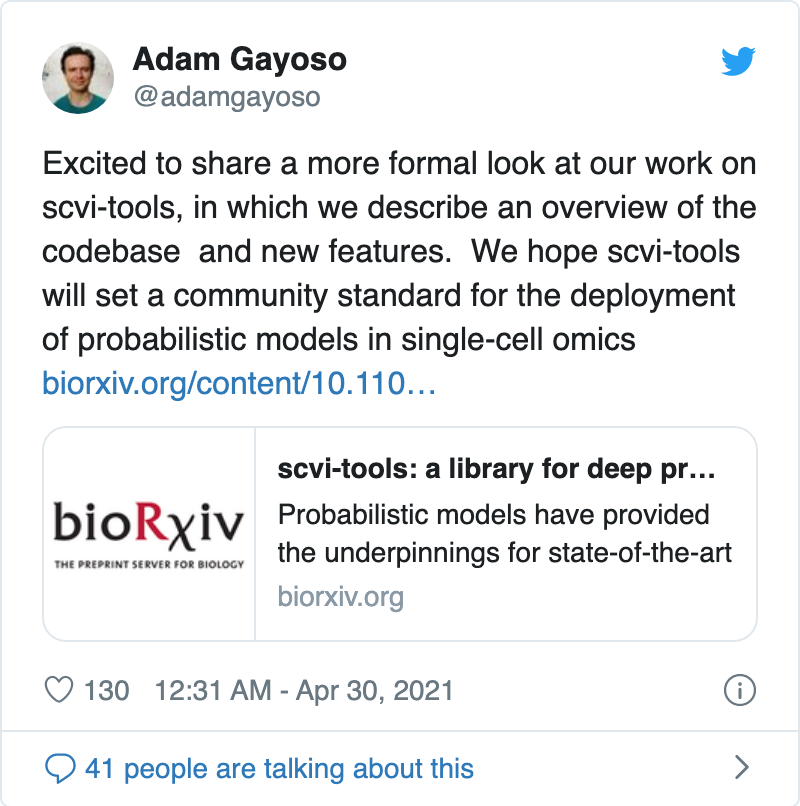 Adam Gayoso
@adamgayoso
Excited to share a more formal look at our work on
scvi-tools, in which we describe an overview of the
codebase  and new features.  We hope scvi-tools
will set a community standard for the deployment
of probabilistic models in single-cell omics
biorxiv.org/content/10.110…
scvi-tools: a library for deep pr…
bioRxiv
THE PREPRINT SERVER FOR BIOLOGY
Probabilistic models have provided
the underpinnings for state-of-the-art
biorxiv.org
130 12:31 AM - Apr 30, 2021
41 people are talking about this